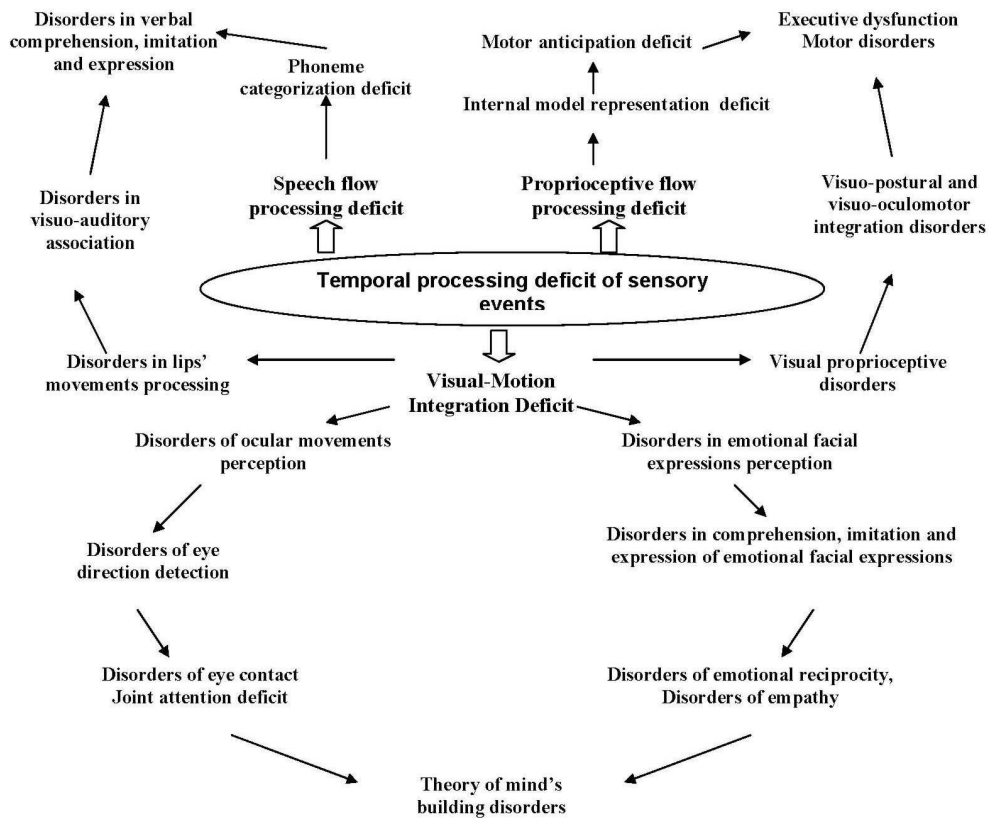 Disorders in verbal
comprehension, imitation
and expression
Phoneme
categorization deficit
Motor anticipation deficit
Executive dysfunction
Motor disorders
Internal model representation deficit
Disorders in
visuo-auditory
association
Speech flow
processing deficit
Proprioceptive flow
processing deficit
Visuo-postural and
visuo-oculomotor
integration disorders
Temporal processing deficit of sensory
events
Disorders in lips’
movements processing
Visual-Motion
Integration Deficit
Visual proprioceptive
disorders
Disorders of ocular movements
perception
Disorders in emotional facial
expressions perception
Disorders of eye
direction detection
Disorders in comprehension, imitation and
expression of emotional facial expressions
Disorders of eye contact
Joint attention deficit
Disorders of emotional reciprocity,
Disorders of empathy
Theory of mind’s
building disorders